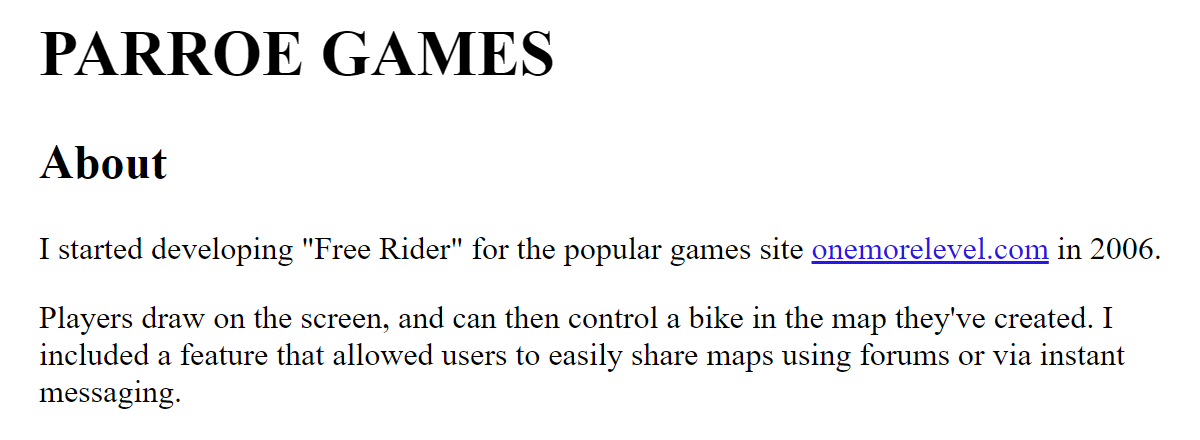 PARROE GAMES
About
I started developing "Free Rider" for the popular games site onemorelevel.com in 2006.
Players draw on the screen, and can then control a bike in the map they've created. I
included a feature that allowed users to easily share maps using forums or via instant
messaging.